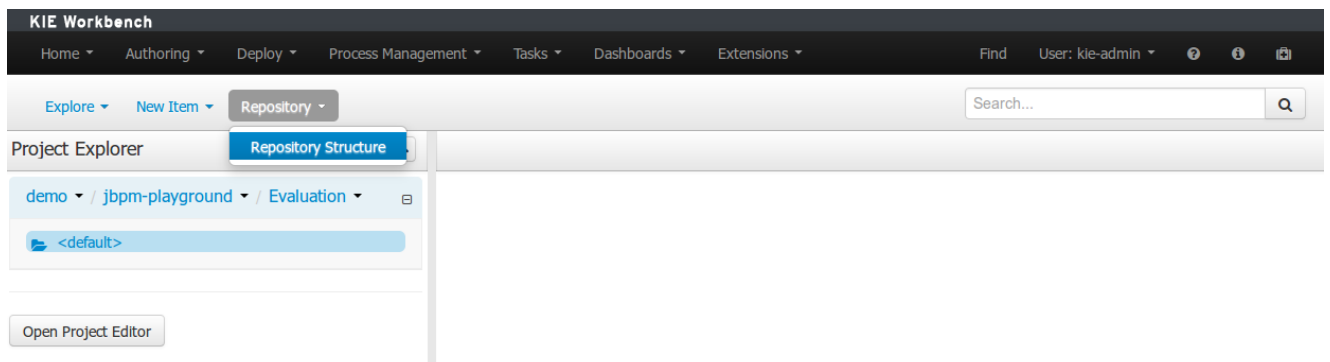 KIE Workbench
Home Authoring Deploy Process Management Tasks Dashboards Extensions Find User: kie-admin
Explore New Item Repository Search...
Repository Structure
Project Explorer
demo / jbpm-playground / Evaluation
<default>
Open Project Editor